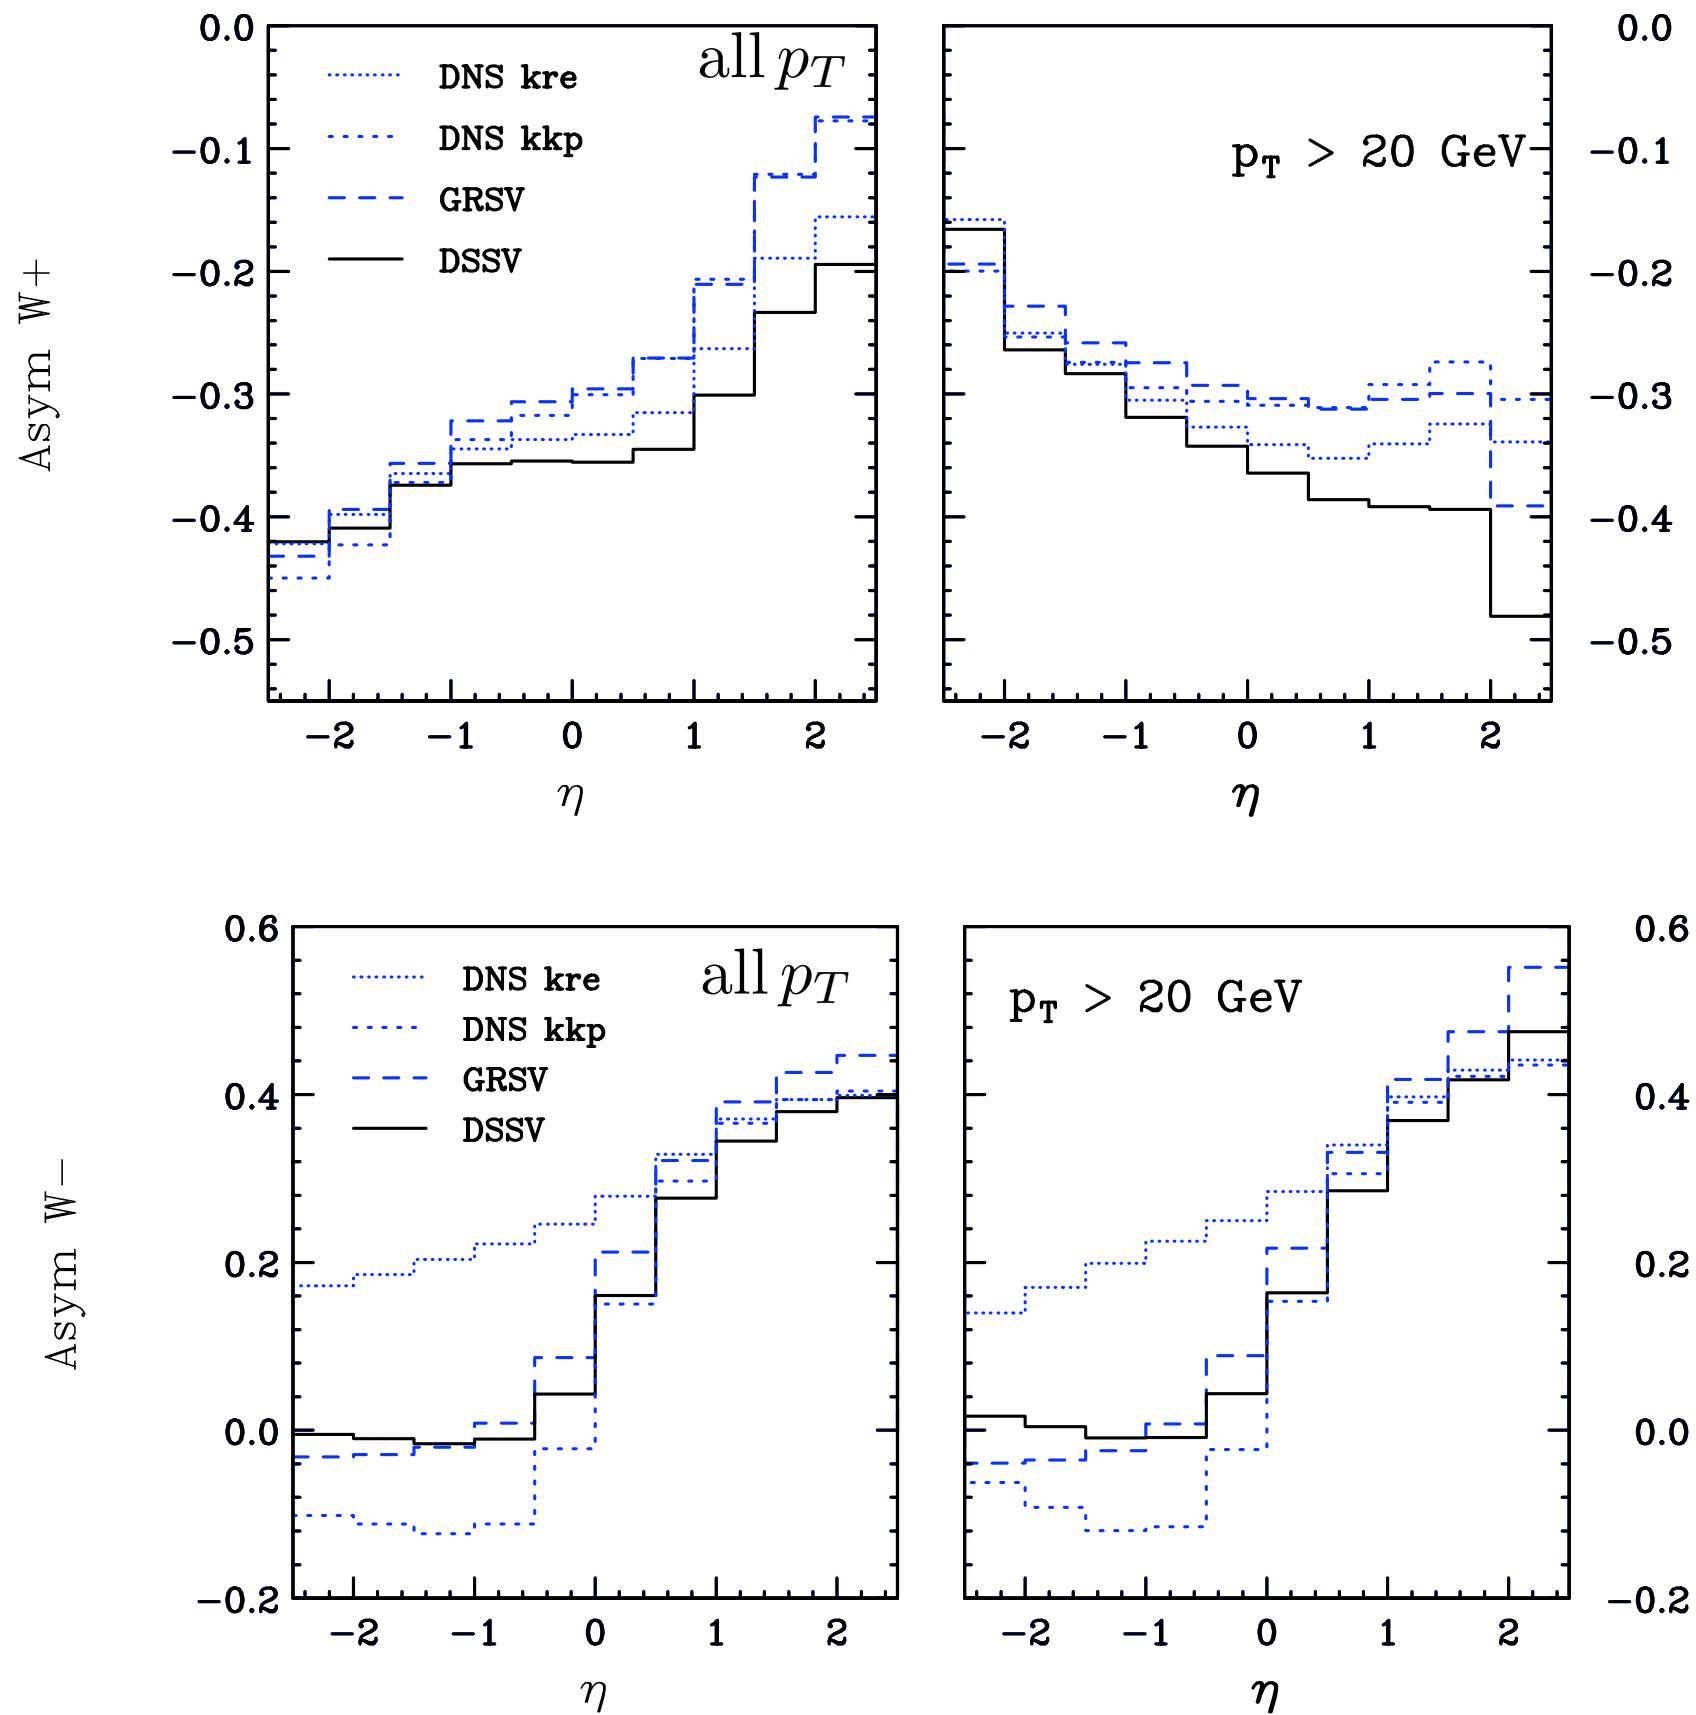 0.0
−0.1
−0.2
−0.3
−0.4
−0.5
Asym W+
DNS kre
DNS kkp
GRSV
DSSV
all p_T
−2 −1 0 1 2
η
p_T > 20 GeV
0.0
−0.1
−0.2
−0.3
−0.4
−0.5
−2 −1 0 1 2
η
0.6
0.4
0.2
0.0
−0.2
Asym W−
DNS kre
DNS kkp
GRSV
DSSV
all p_T
−2 −1 0 1 2
η
p_T > 20 GeV
0.6
0.4
0.2
0.0
−0.2
−2 −1 0 1 2
η